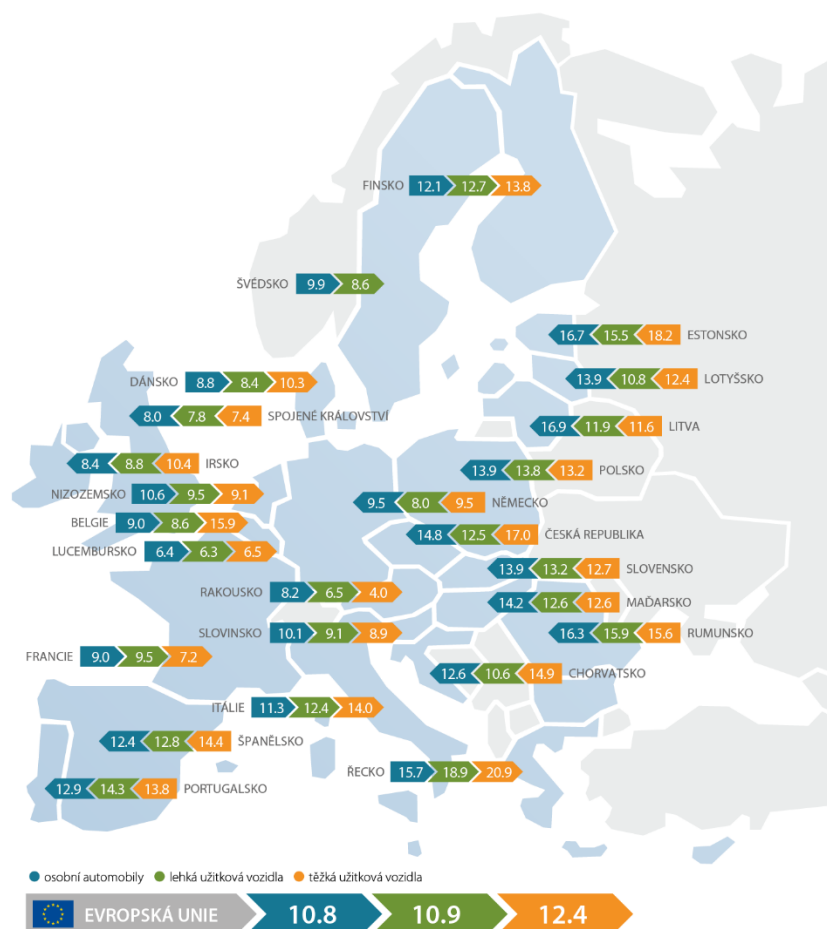 FINSKO 12.1 12.7 13.8
ŠVÉDSKO 9.9 8.6
16.7 15.5 18.2 ESTONSKO
DÁNSKO 8.8 8.4 10.3
13.9 10.8 12.4 LOTYŠSKO
8.0 7.8 7.4 SPOJENÉ KRÁLOVSTVÍ
16.9 11.9 11.6 LITVA
8.4 8.8 10.4 IRSKO
13.9 13.8 13.2 POLSKO
NIZOZEMSKO 10.6 9.5 9.1
9.5 8.0 9.5 NĚMECKO
BELGIE 9.0 8.6 15.9
14.8 12.5 17.0 ČESKÁ REPUBLIKA
LUCEMBURSKO 6.4 6.3 6.5
13.9 13.2 12.7 SLOVENSKO
RAKOUSKO 8.2 6.5 4.0
14.2 12.6 12.6 MAĎARSKO
SLOVINSKO 10.1 9.1 8.9
16.3 15.9 15.6 RUMUNSKO
FRANCIE 9.0 9.5 7.2
12.6 10.6 14.9 CHORVATSKO
ITÁLIE 11.3 12.4 14.0
12.4 12.8 14.4 ŠPANĚLSKO
ŘECKO 15.7 18.9 20.9
12.9 14.3 13.8 PORTUGALSKO
osobní automobily lehká užitková vozidla těžká užitková vozidla
EVROPSKÁ UNIE 10.8 10.9 12.4